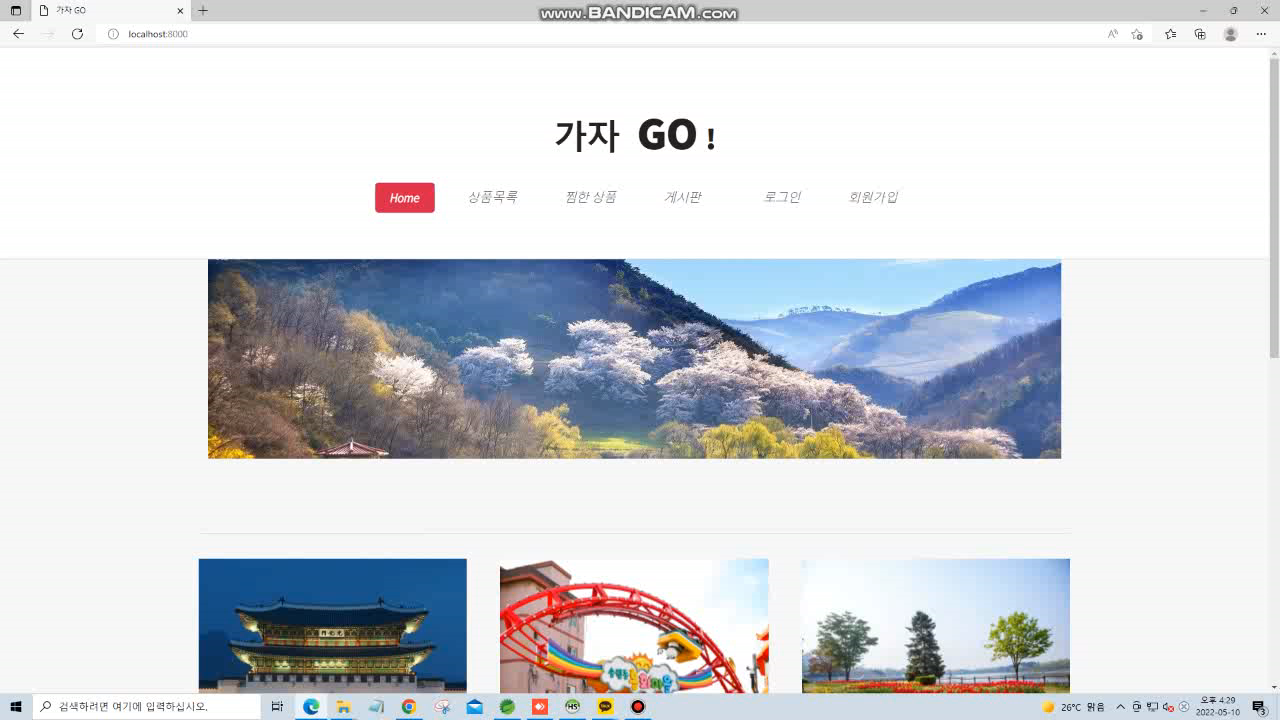 가자 GO
www.BANDICAM.com
localhost:8000
가자 GO !
Home 상품목록 찜한 상품 게시판 로그인 회원가입
검색하려면 여기에 입력하십시오.
26°C 맑음
오후 4:29
2022-05-10